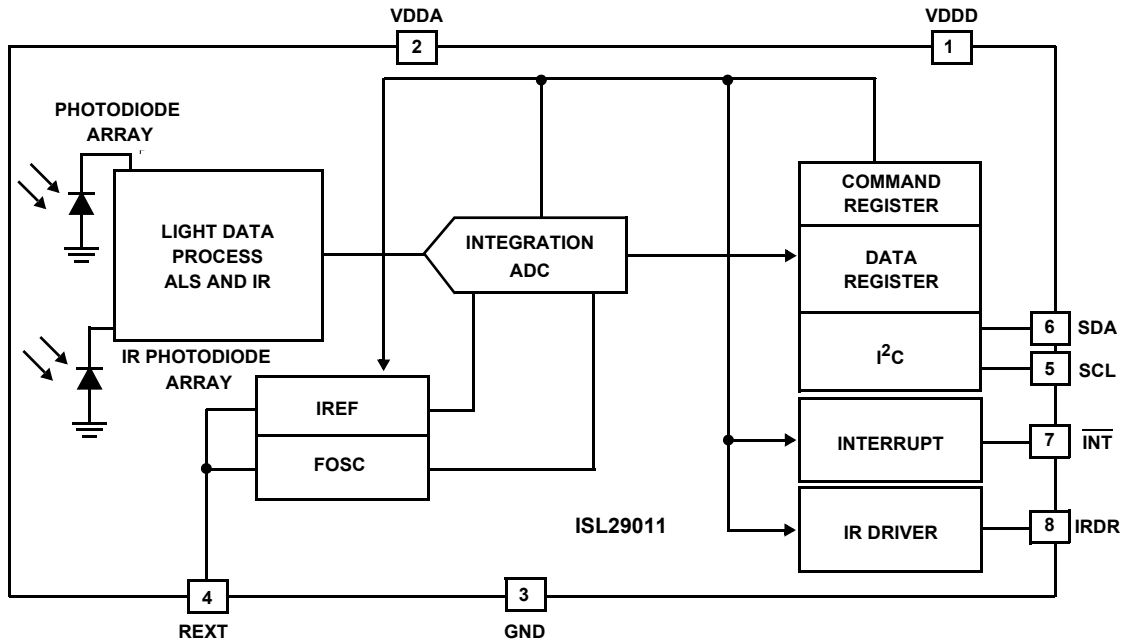 VDDA
VDDD
2
1
PHOTODIODE
ARRAY
LIGHT DATA
PROCESS
ALS AND IR
INTEGRATION
ADC
COMMAND
REGISTER
DATA
REGISTER
I²C
6 SDA
5 SCL
IR PHOTODIODE
ARRAY
IREF
FOSC
INTERRUPT
7 I̅N̅T̅
ISL29011
IR DRIVER
8 IRDR
4
3
REXT
GND